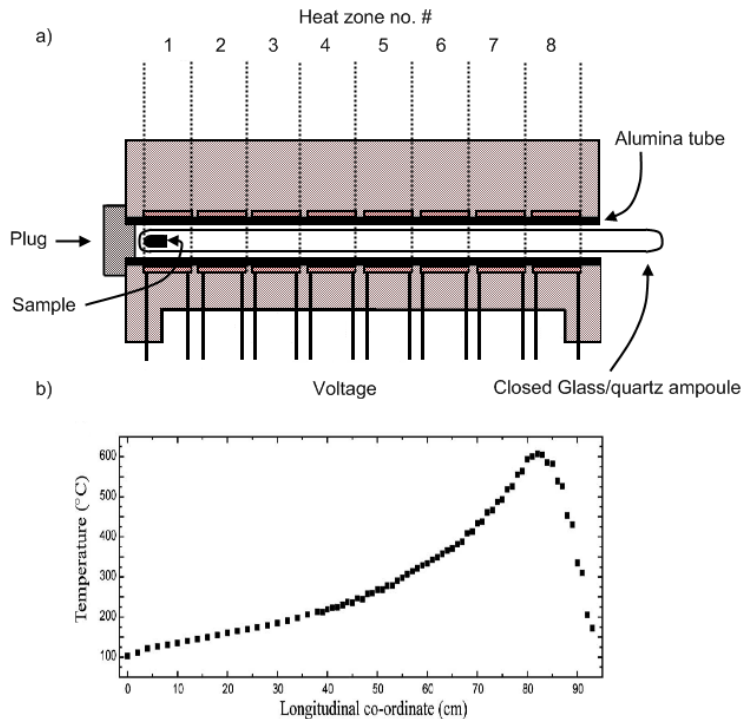 Heat zone no. #
a)
1 2 3 4 5 6 7 8
Alumina tube
Plug
Sample
b)
Voltage
Closed Glass/quartz ampoule
Temperature (°C)
600
500
400
300
200
100
0 10 20 30 40 50 60 70 80 90
Longitudinal co-ordinate (cm)